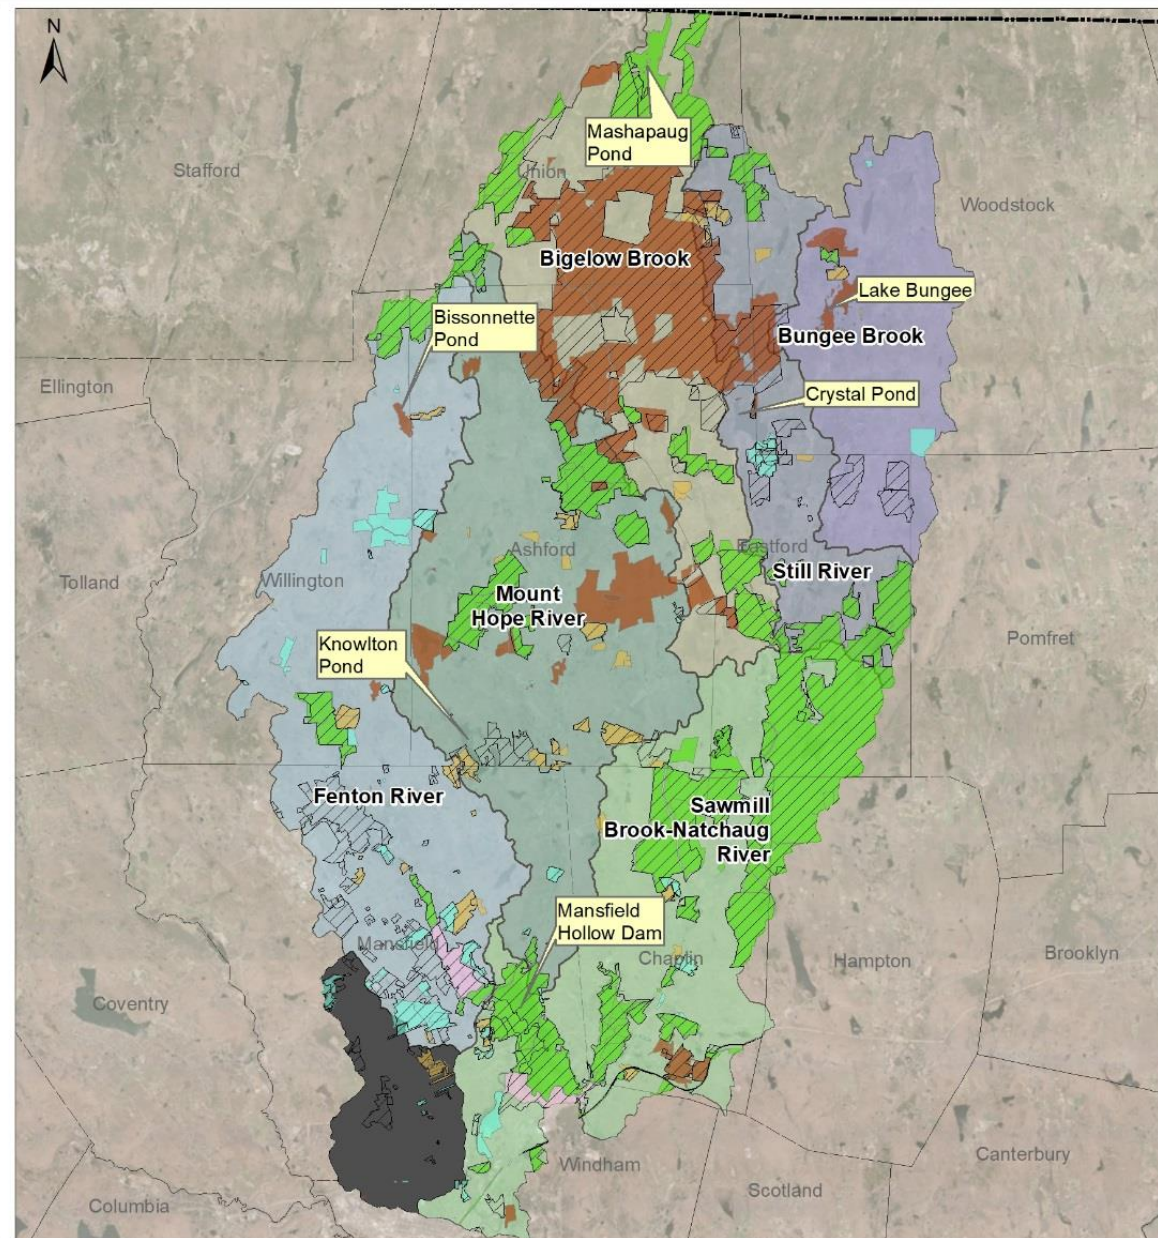 N
Mashapaug
Pond
Stafford
Union
Woodstock
Bigelow Brook
Lake Bungee
Bissonnette
Pond
Bungee Brook
Ellington
Crystal Pond
Ashford
Eastford
Still River
Tolland
Willington
Mount
Hope River
Knowlton
Pond
Pomfret
Fenton River
Sawmill
Brook-Natchaug
River
Mansfield
Hollow Dam
Mansfield
Chaplin
Hampton
Brooklyn
Coventry
Windham
Canterbury
Scotland
Columbia